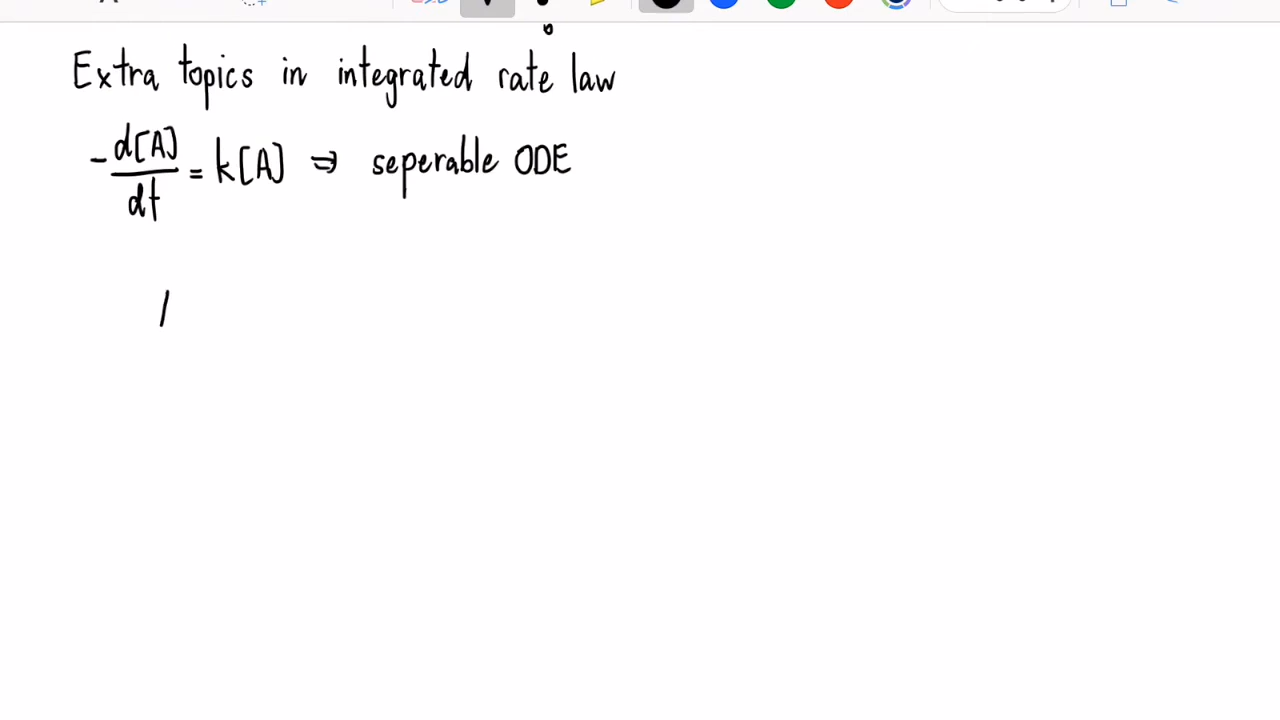 Extra topics in integrated rate law
-d[A]/dt = k[A] ⇒ seperable ODE